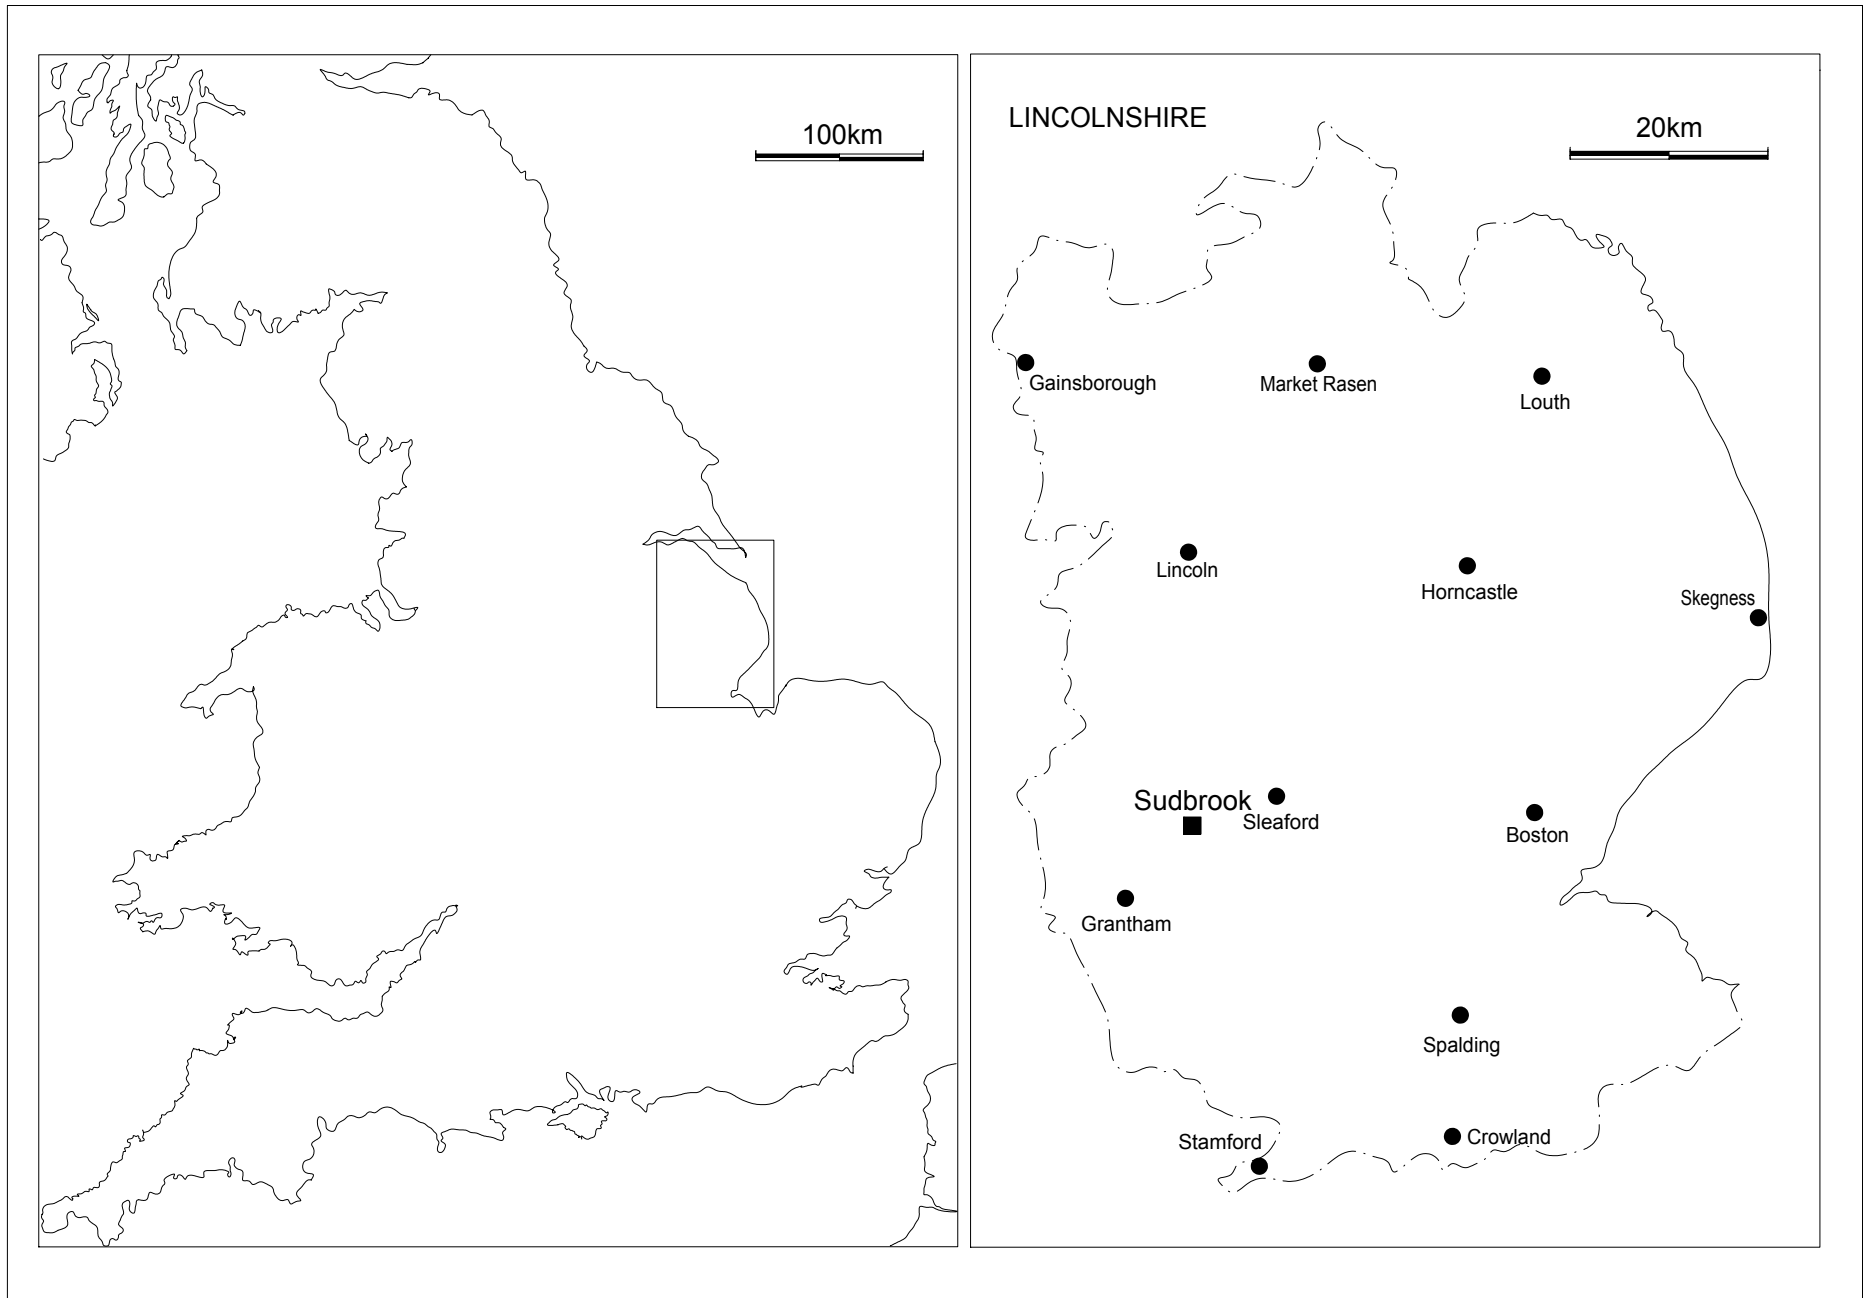 100km
LINCOLNSHIRE
20km
Gainsborough
Market Rasen
Louth
Lincoln
Horncastle
Skegness
Sudbrook
Sleaford
Boston
Grantham
Spalding
Stamford
Crowland